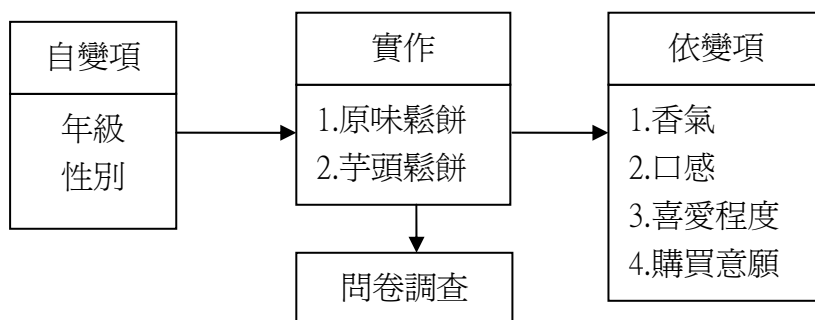 自變項
年級
性別
實作
1.原味鬆餅
2.芋頭鬆餅
問卷調查
依變項
1.香氣
2.口感
3.喜愛程度
4.購買意願